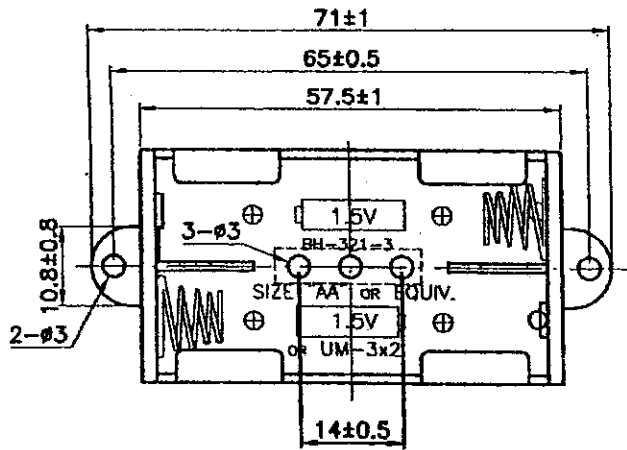 71±1
65±0.5
57.5±1
1.5V
3-ø3
BH-321-3
10.8±0.8
SIZE "AA" OR EQUIV.
1.5V
2-ø3
OR UM-3x2
14±0.5